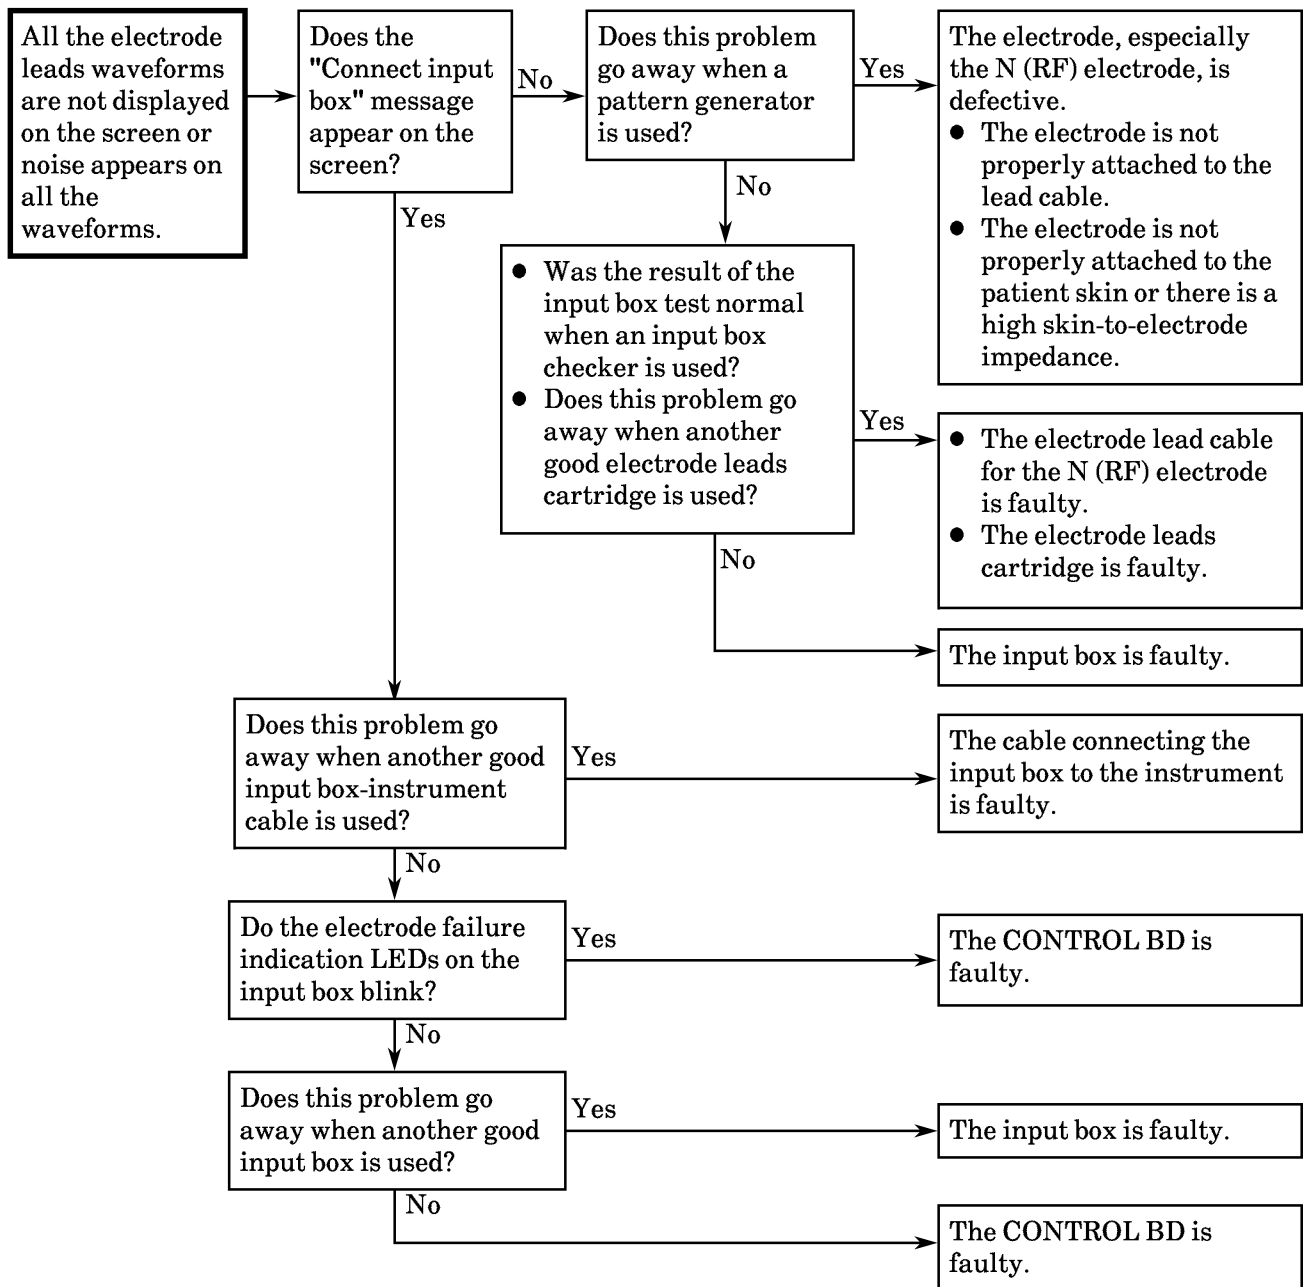 All the electrode
leads waveforms
are not displayed
on the screen or
noise appears on
all the
waveforms.
Does the
"Connect input
box" message
appear on the
screen?
No
Does this problem
go away when a
pattern generator
is used?
Yes
The electrode, especially
the N (RF) electrode, is
defective.
● The electrode is not
properly attached to the
lead cable.
● The electrode is not
properly attached to the
patient skin or there is a
high skin-to-electrode
impedance.
No
Yes
● Was the result of the
input box test normal
when an input box
checker is used?
● Does this problem go
away when another
good electrode leads
cartridge is used?
Yes
● The electrode lead cable
for the N (RF) electrode
is faulty.
● The electrode leads
cartridge is faulty.
No
The input box is faulty.
Does this problem go
away when another good
input box-instrument
cable is used?
Yes
The cable connecting the
input box to the instrument
is faulty.
No
Do the electrode failure
indication LEDs on the
input box blink?
Yes
The CONTROL BD is
faulty.
No
Does this problem go
away when another good
input box is used?
Yes
The input box is faulty.
No
The CONTROL BD is
faulty.